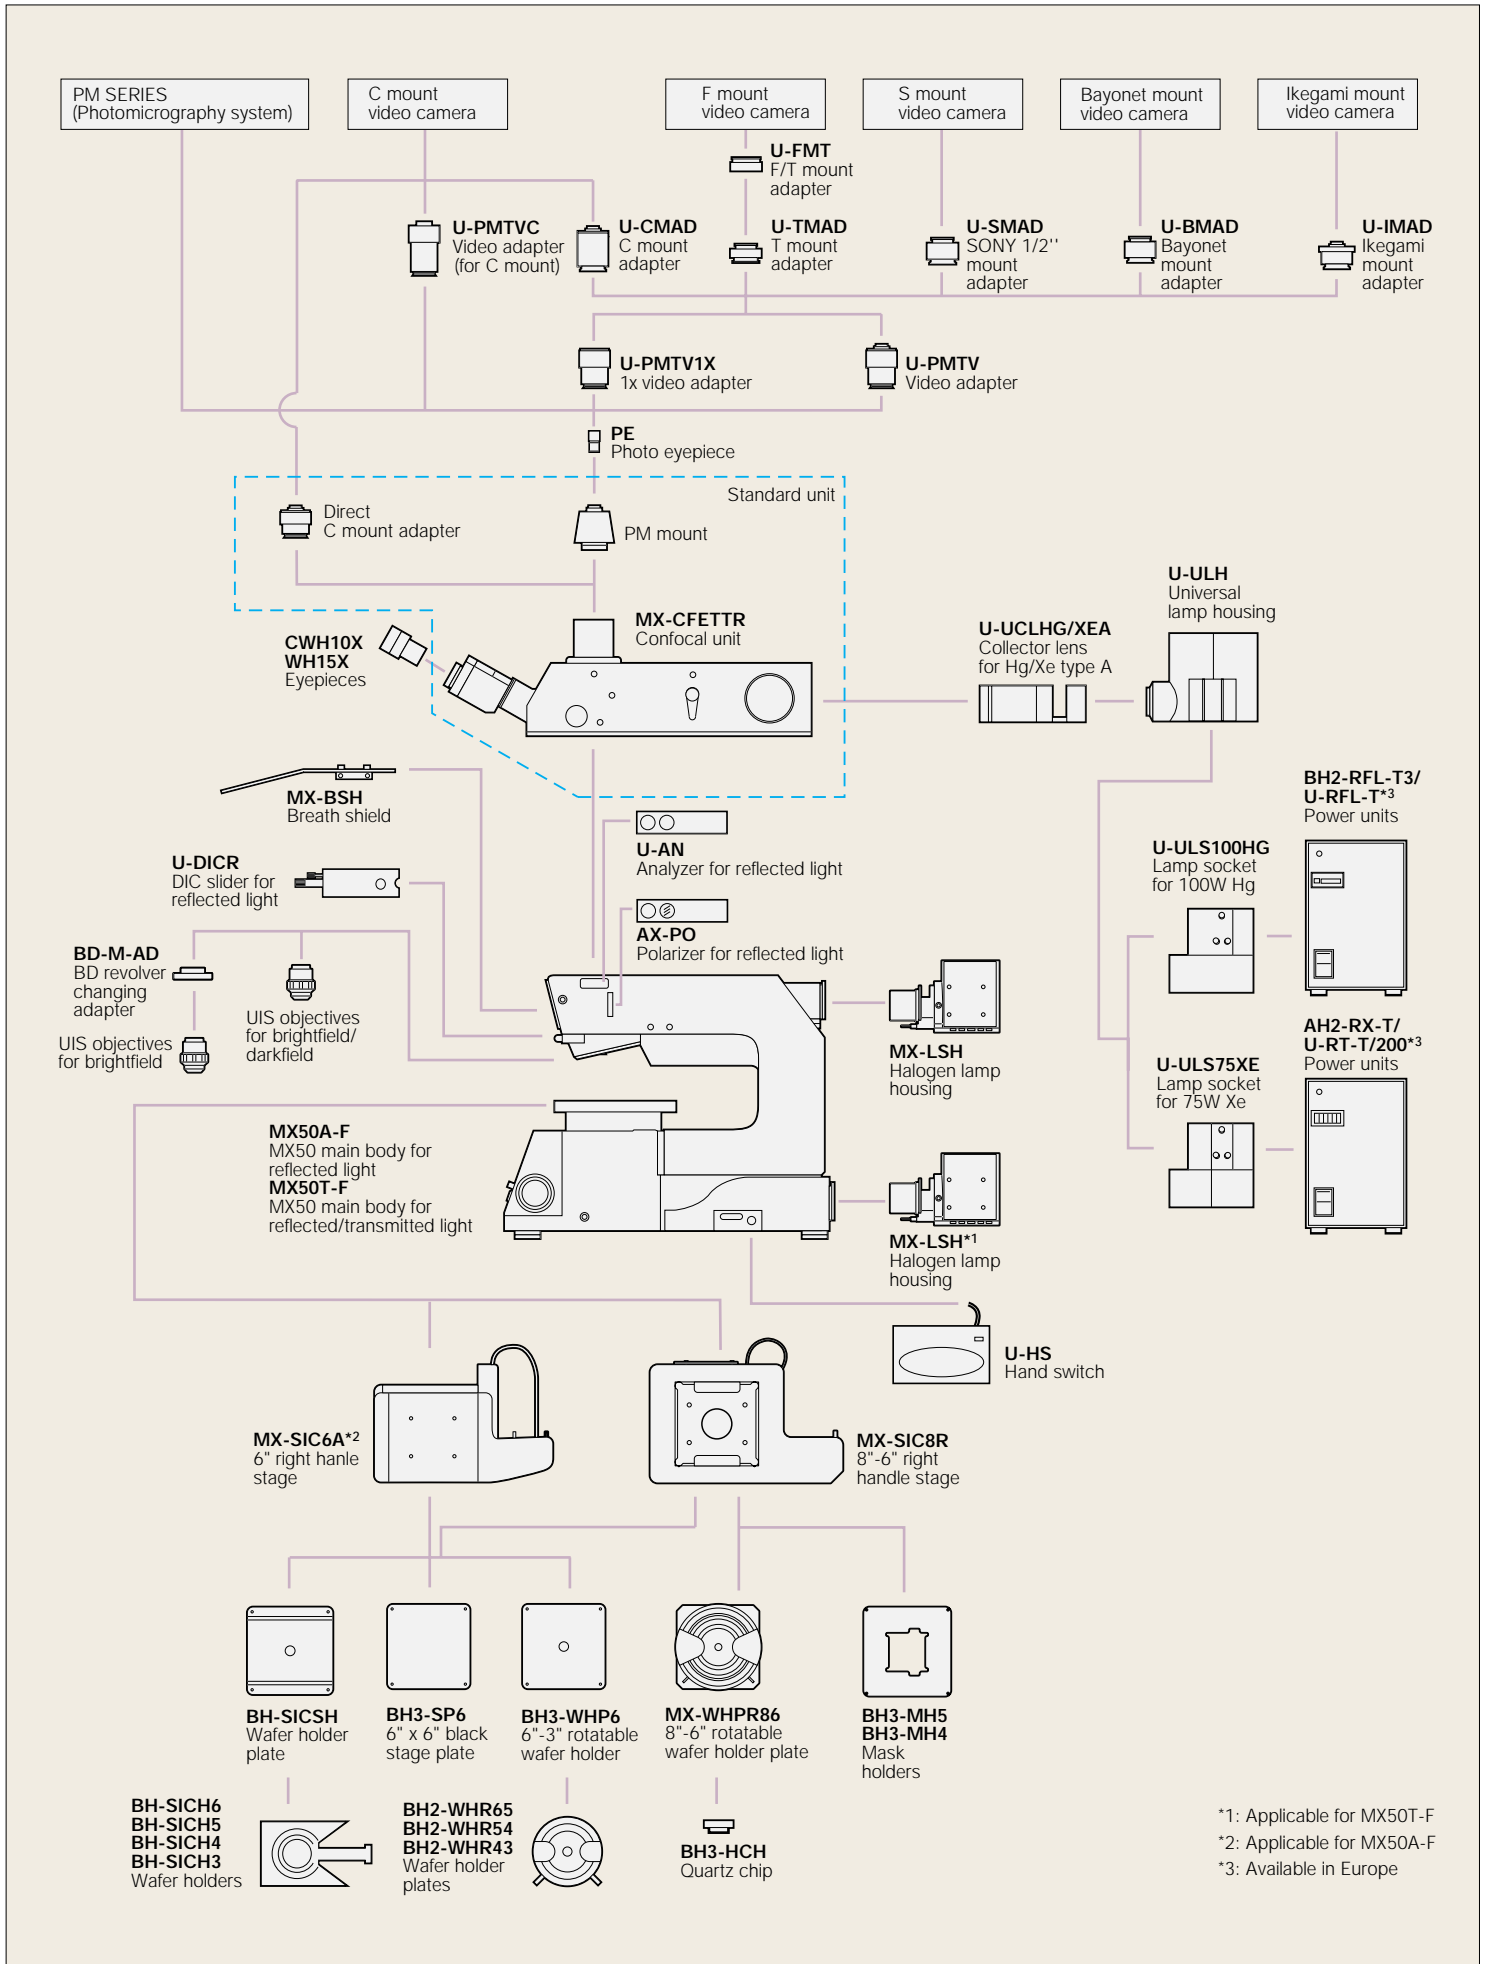 PM SERIES
(Photomicrography system)
C mount
video camera
F mount
video camera
S mount
video camera
Bayonet mount
video camera
Ikegami mount
video camera
U-FMT
F/T mount
adapter
U-PMTVC
Video adapter
(for C mount)
U-CMAD
C mount
adapter
U-TMAD
T mount
adapter
U-SMAD
SONY 1/2''
mount
adapter
U-BMAD
Bayonet
mount
adapter
U-IMAD
Ikegami
mount
adapter
U-PMTV1X
1x video adapter
U-PMTV
Video adapter
PE
Photo eyepiece
Standard unit
Direct
C mount adapter
PM mount
CWH10X
WH15X
Eyepieces
MX-CFETTR
Confocal unit
U-UCLHG/XEA
Collector lens
for Hg/Xe type A
U-ULH
Universal
lamp housing
MX-BSH
Breath shield
U-AN
Analyzer for reflected light
BH2-RFL-T3/
U-RFL-T*3
Power units
U-DICR
DIC slider for
reflected light
U-ULS100HG
Lamp socket
for 100W Hg
AX-PO
Polarizer for reflected light
BD-M-AD
BD revolver
changing
adapter
UIS objectives
for brightfield/
darkfield
UIS objectives
for brightfield
MX-LSH
Halogen lamp
housing
AH2-RX-T/
U-RT-T/200*3
Power units
U-ULS75XE
Lamp socket
for 75W Xe
MX50A-F
MX50 main body for
reflected light
MX50T-F
MX50 main body for
reflected/transmitted light
MX-LSH*1
Halogen lamp
housing
U-HS
Hand switch
MX-SIC6A*2
6" right hanle
stage
MX-SIC8R
8"-6" right
handle stage
BH-SICSH
Wafer holder
plate
BH3-SP6
6" x 6" black
stage plate
BH3-WHP6
6"-3" rotatable
wafer holder
MX-WHPR86
8"-6" rotatable
wafer holder plate
BH3-MH5
BH3-MH4
Mask
holders
BH-SICH6
BH-SICH5
BH-SICH4
BH-SICH3
Wafer holders
BH2-WHR65
BH2-WHR54
BH2-WHR43
Wafer holder
plates
BH3-HCH
Quartz chip
*1: Applicable for MX50T-F
*2: Applicable for MX50A-F
*3: Available in Europe